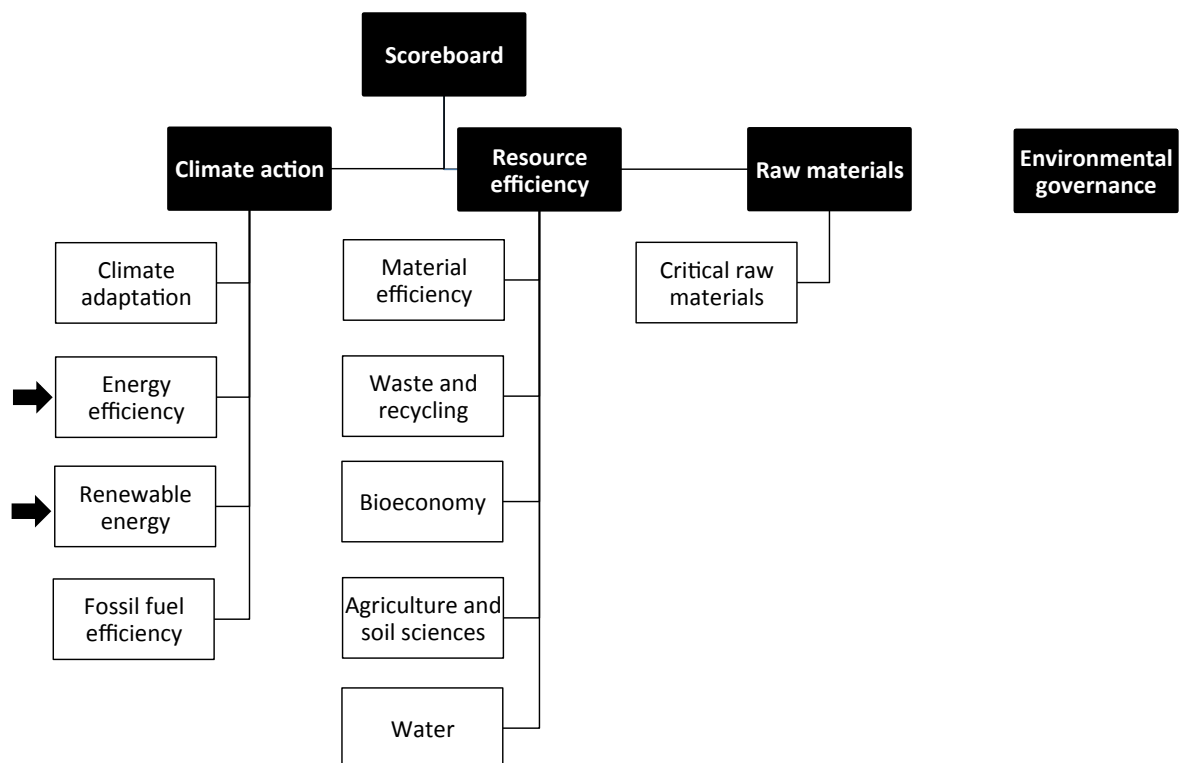 Scoreboard
Climate action
Resource
efficiency
Raw materials
Environmental
governance
Climate
adaptation
Energy
efficiency
Renewable
energy
Fossil fuel
efficiency
Material
efficiency
Waste and
recycling
Bioeconomy
Agriculture and
soil sciences
Water
Critical raw
materials